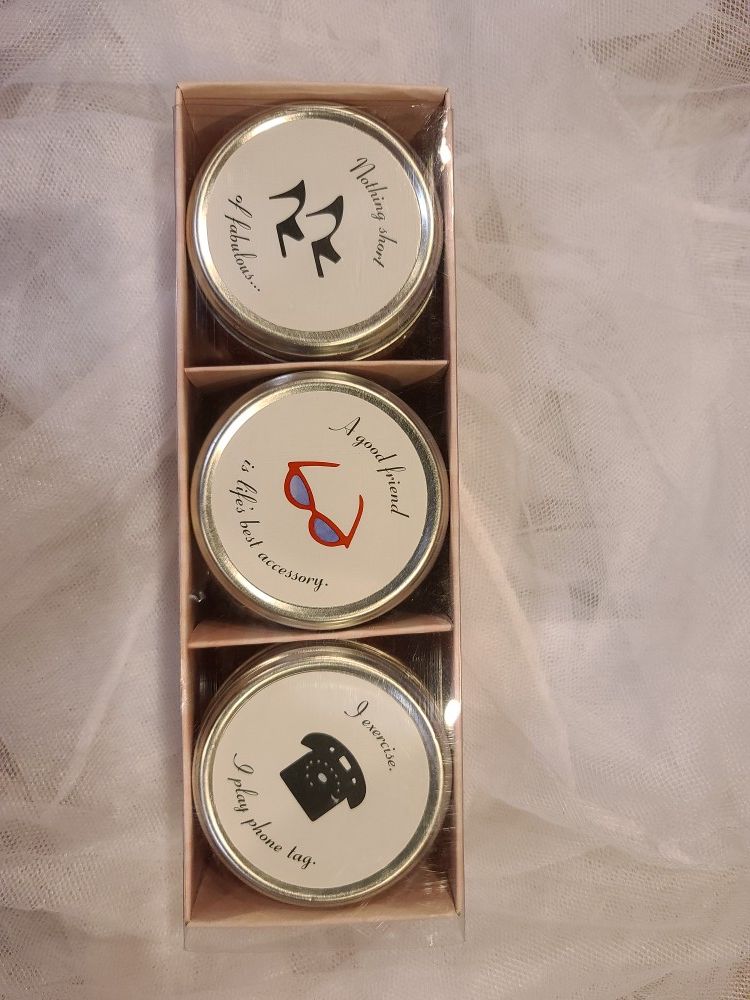 Nothing short
of fabulous...
A good friend
is life's best accessory.
I exercise.
I play phone tag.